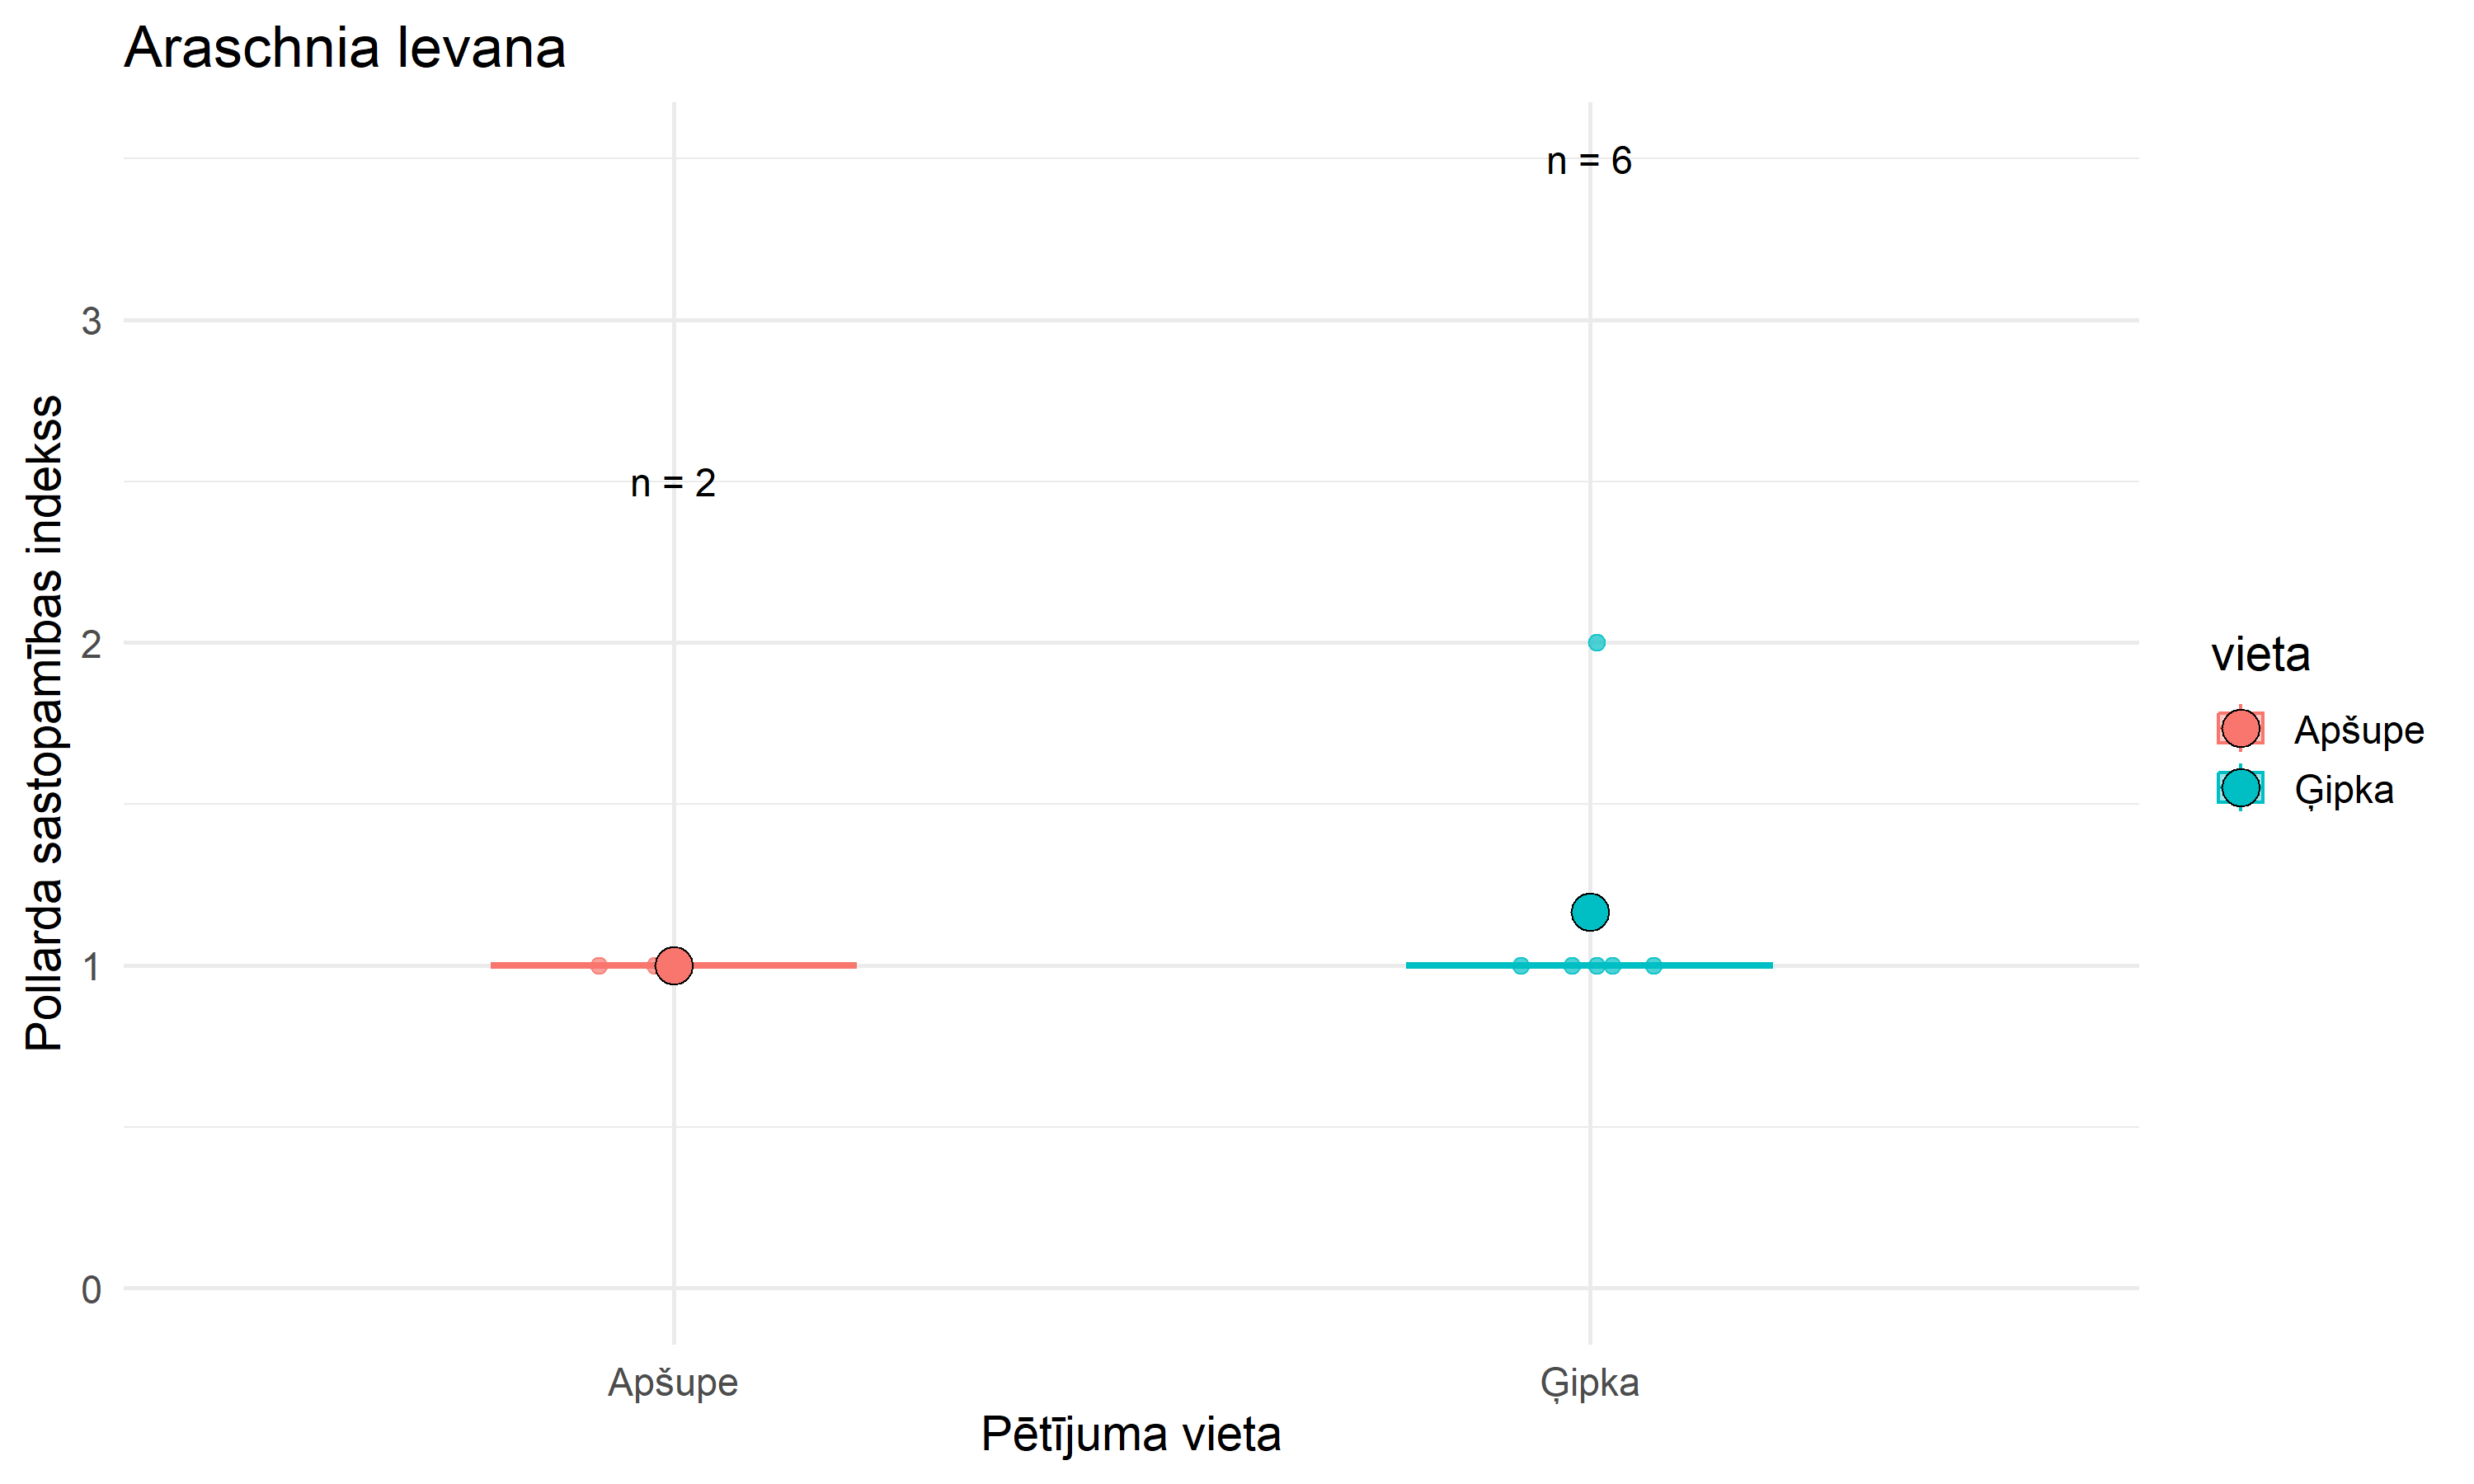 Araschnia levana
n = 6
3
n = 2
2
1
0
Pollarda sastopamības indekss
Apšupe
Ģipka
Pētījuma vieta
vieta
Apšupe
Ģipka